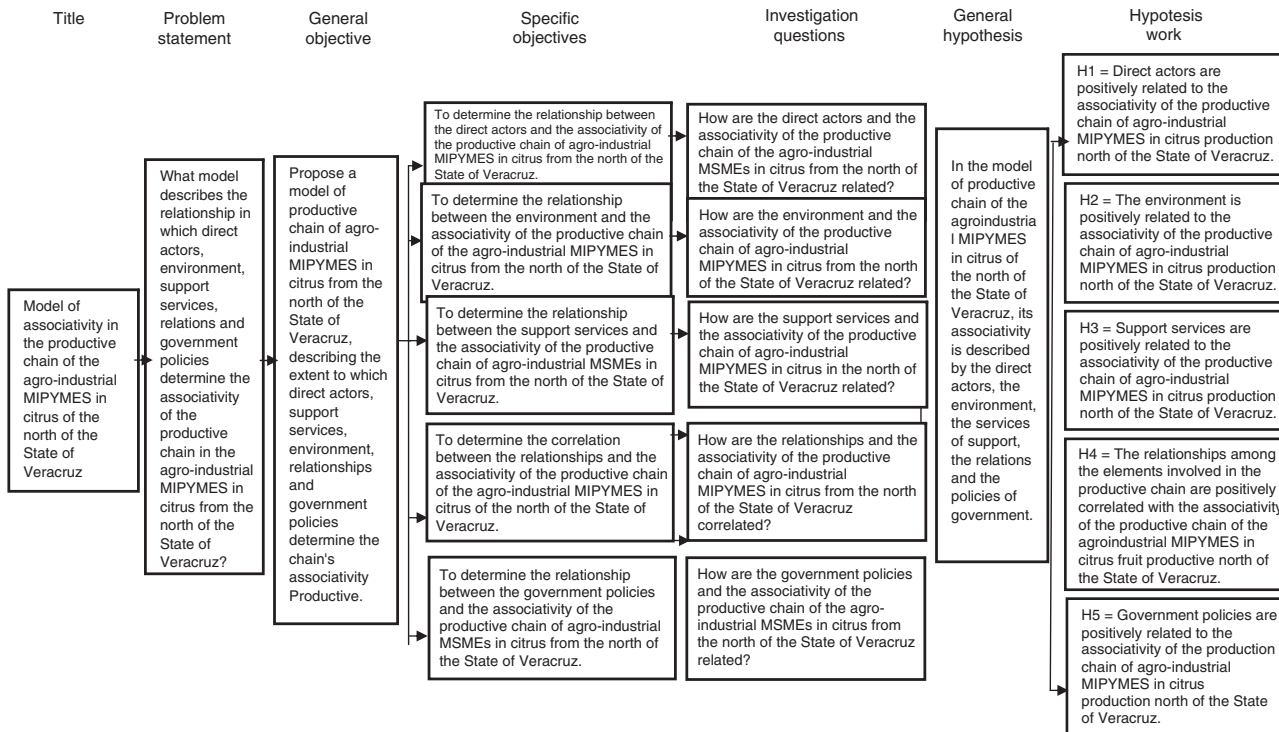 Title
Problem
statement
General
objective
Specific
objectives
Investigation
questions
General
hypothesis
Hypotesis
work
Model of
associativity in
the productive
chain of the
agro-industrial
MIPYMES in
citrus of the
north of the
State of
Veracruz
What model
describes the
relationship in
which direct
actors,
environment,
support
services,
relations and
government
policies
determine the
associativity
of the
productive
chain in the
agro-industrial
MIPYMES in
citrus from the
north of the
State of
Veracruz?
Propose a
model of
productive
chain of agro-
industrial
MIPYMES in
citrus from the
north of the
State of
Veracruz,
describing the
extent to which
direct actors,
support
services,
environment,
relationships
and
government
policies
determine the
chain's
associativity
Productive.
To determine the relationship between
the direct actors and the associativity of
the productive chain of agro-industrial
MIPYMES in citrus from the north of the
State of Veracruz.
To determine the relationship
between the environment and the
associativity of the productive chain
of the agro-industrial MIPYMES in
citrus from the north of the State of
Veracruz.
To determine the relationship
between the support services and
the associativity of the productive
chain of agro-industrial MSMEs in
citrus from the north of the State of
Veracruz.
To determine the correlation
between the relationships and the
associativity of the productive chain
of the agro-industrial MIPYMES in
citrus of the north of the State of
Veracruz.
To determine the relationship
between the government policies
and the associativity of the
productive chain of agro-industrial
MSMEs in citrus from the north of
the State of Veracruz.
How are the direct actors and the
associativity of the productive
chain of the agro-industrial
MSMEs in citrus from the north of
the State of Veracruz related?
How are the environment and the
associativity of the productive
chain of agro-industrial
MIPYMES in citrus from the north
of the State of Veracruz related?
How are the support services and
the associativity of the productive
chain of agro-industrial
MIPYMES in citrus in the north of
the State of Veracruz related?
How are the relationships and the
associativity of the productive
chain of agro-industrial
MIPYMES in citrus from the north
of the State of Veracruz
correlated?
How are the government policies
and the associativity of the
productive chain of the agro-
industrial MSMEs in citrus from
the north of the State of Veracruz
related?
In the model
of productive
chain of the
agroindustria
l MIPYMES
in citrus of
the north of
the State of
Veracruz, its
associativity
is described
by the direct
actors, the
environment,
the services
of support,
the relations
and the
policies of
government.
H1 = Direct actors are
positively related to the
associativity of the productive
chain of agro-industrial
MIPYMES in citrus production
north of the State of Veracruz.
H2 = The environment is
positively related to the
associativity of the productive
chain of agro-industrial
MIPYMES in citrus production
north of the State of Veracruz.
H3 = Support services are
positively related to the
associativity of the productive
chain of agro-industrial
MIPYMES in citrus production
north of the State of Veracruz.
H4 = The relationships among
the elements involved in the
productive chain are positively
correlated with the associativity
of the productive chain of the
agroindustrial MIPYMES in
citrus fruit productive north of
the State of Veracruz.
H5 = Government policies are
positively related to the
associativity of the production
chain of agro-industrial
MIPYMES in citrus
production north of the State
of Veracruz.